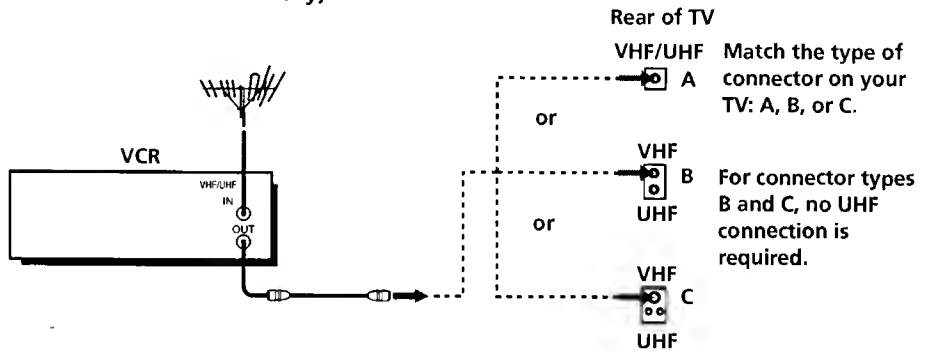 Rear of TV
VHF/UHF
A
Match the type of
connector on your
TV: A, B, or C.
or
VCR
VHF/UHF
IN
OUT
VHF
B
UHF
For connector types
B and C, no UHF
connection is
required.
or
VHF
C
UHF